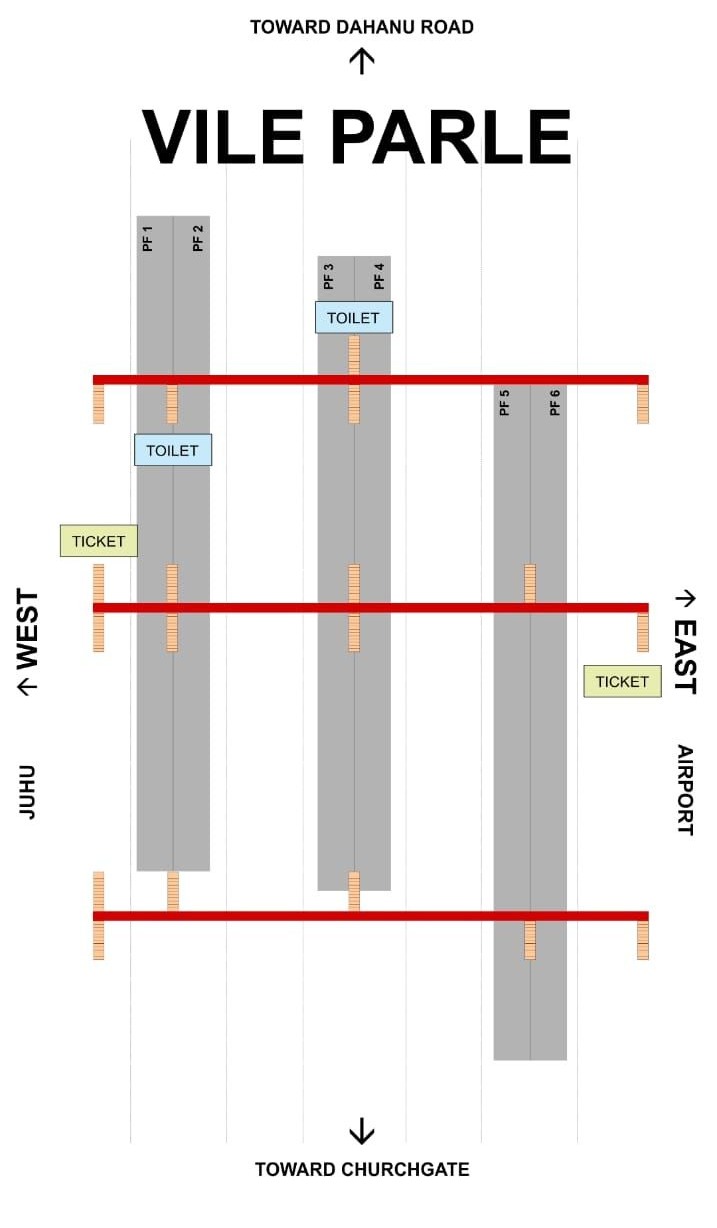 TOWARD DAHANU ROAD
↑
VILE PARLE
PF 1
PF 2
PF 3
PF 4
TOILET
PF 5
PF 6
TOILET
TICKET
↑ WEST
↑ EAST
TICKET
JUHU
AIRPORT
↓
TOWARD CHURCHGATE